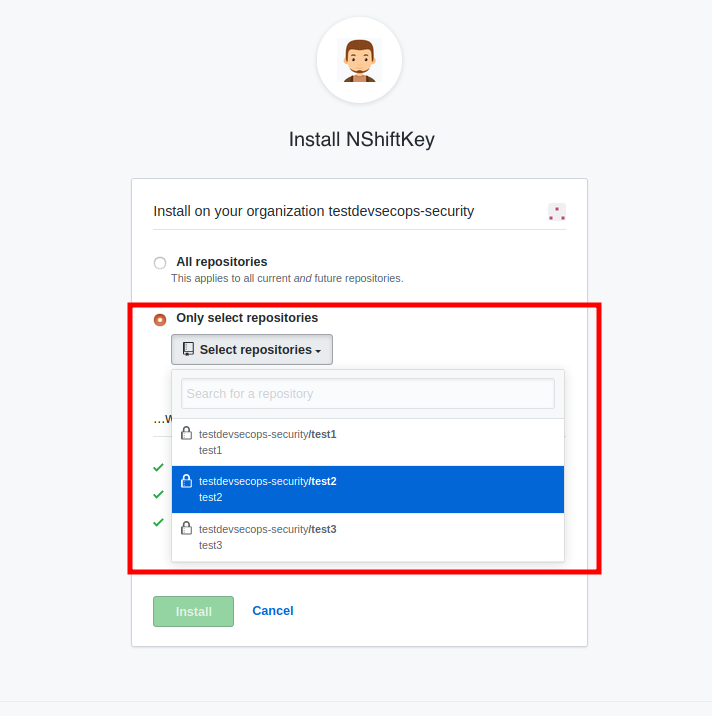 Install NShiftKey
Install on your organization testdevsecops-security
All repositories
This applies to all current and future repositories.
Only select repositories
Select repositories
Search for a repository
testdevsecops-security/test1
test1
testdevsecops-security/test2
test2
testdevsecops-security/test3
test3
Install Cancel